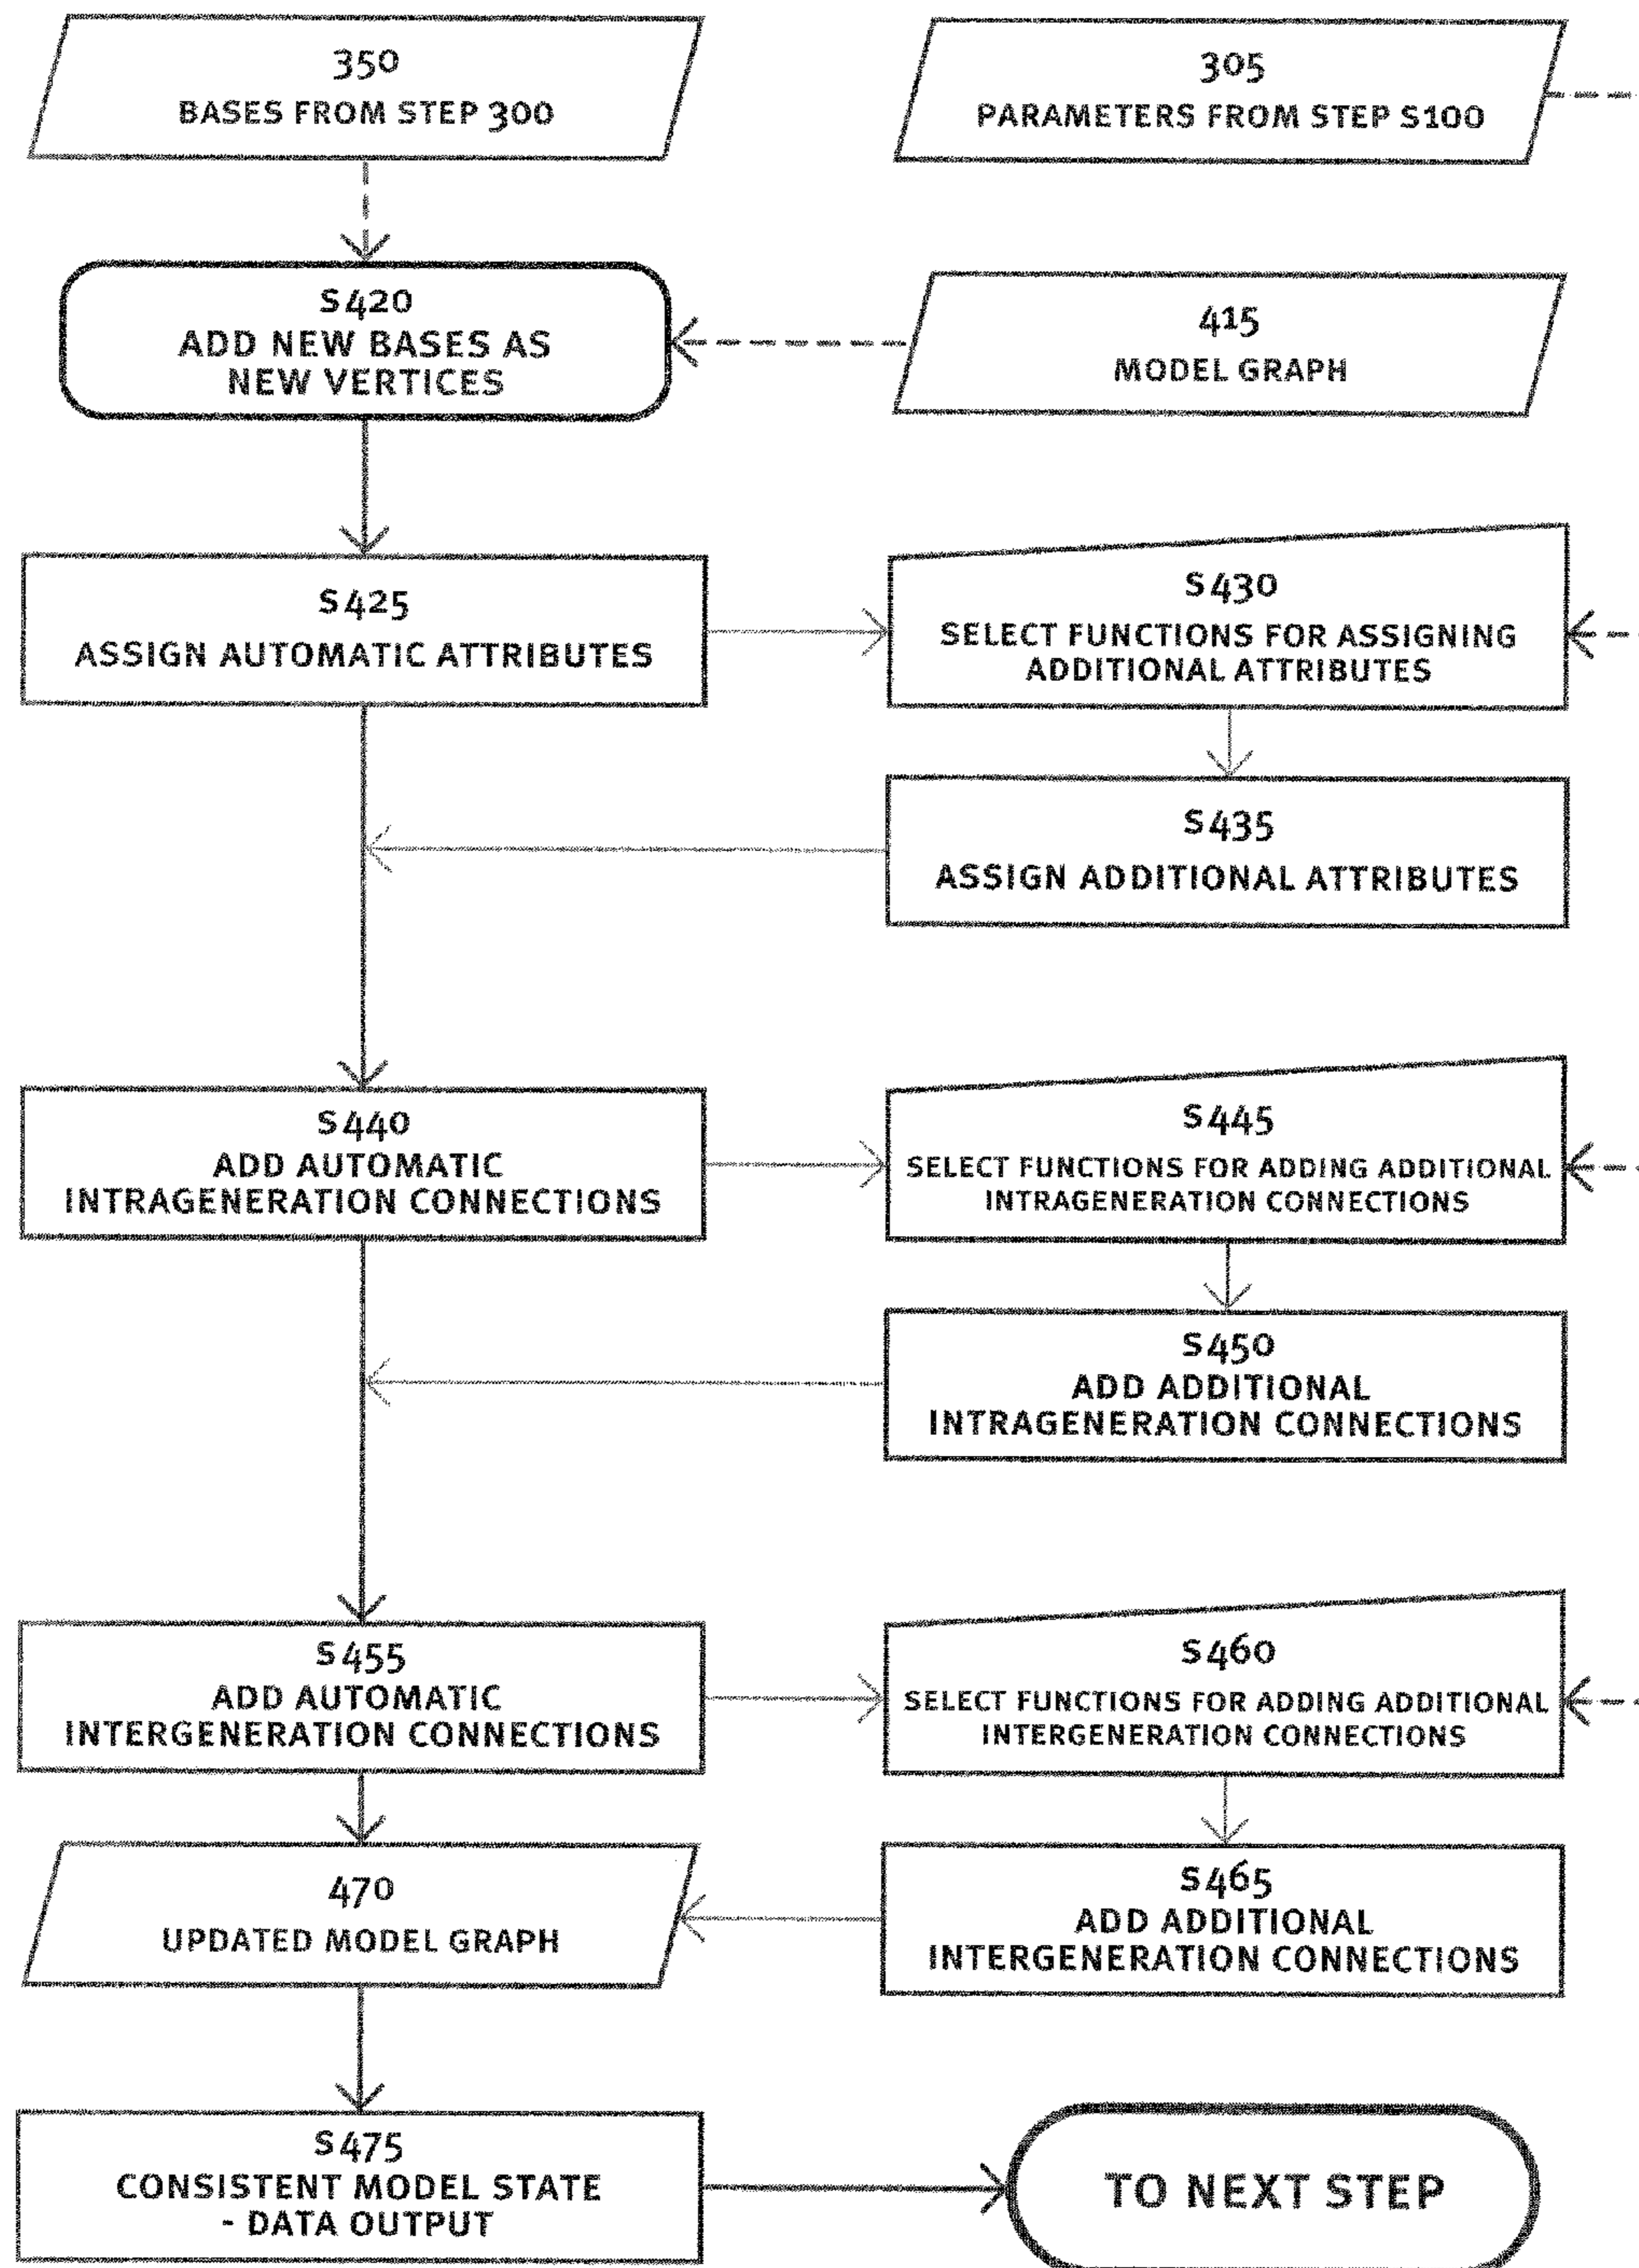 350
BASES FROM STEP 300
305
PARAMETERS FROM STEP S100
S420
ADD NEW BASES AS
NEW VERTICES
415
MODEL GRAPH
S425
ASSIGN AUTOMATIC ATTRIBUTES
S430
SELECT FUNCTIONS FOR ASSIGNING
ADDITIONAL ATTRIBUTES
S435
ASSIGN ADDITIONAL ATTRIBUTES
S440
ADD AUTOMATIC
INTRAGENERATION CONNECTIONS
S445
SELECT FUNCTIONS FOR ADDING ADDITIONAL
INTRAGENERATION CONNECTIONS
S450
ADD ADDITIONAL
INTRAGENERATION CONNECTIONS
S455
ADD AUTOMATIC
INTERGENERATION CONNECTIONS
S460
SELECT FUNCTIONS FOR ADDING ADDITIONAL
INTERGENERATION CONNECTIONS
470
UPDATED MODEL GRAPH
S465
ADD ADDITIONAL
INTERGENERATION CONNECTIONS
S475
CONSISTENT MODEL STATE
- DATA OUTPUT
TO NEXT STEP